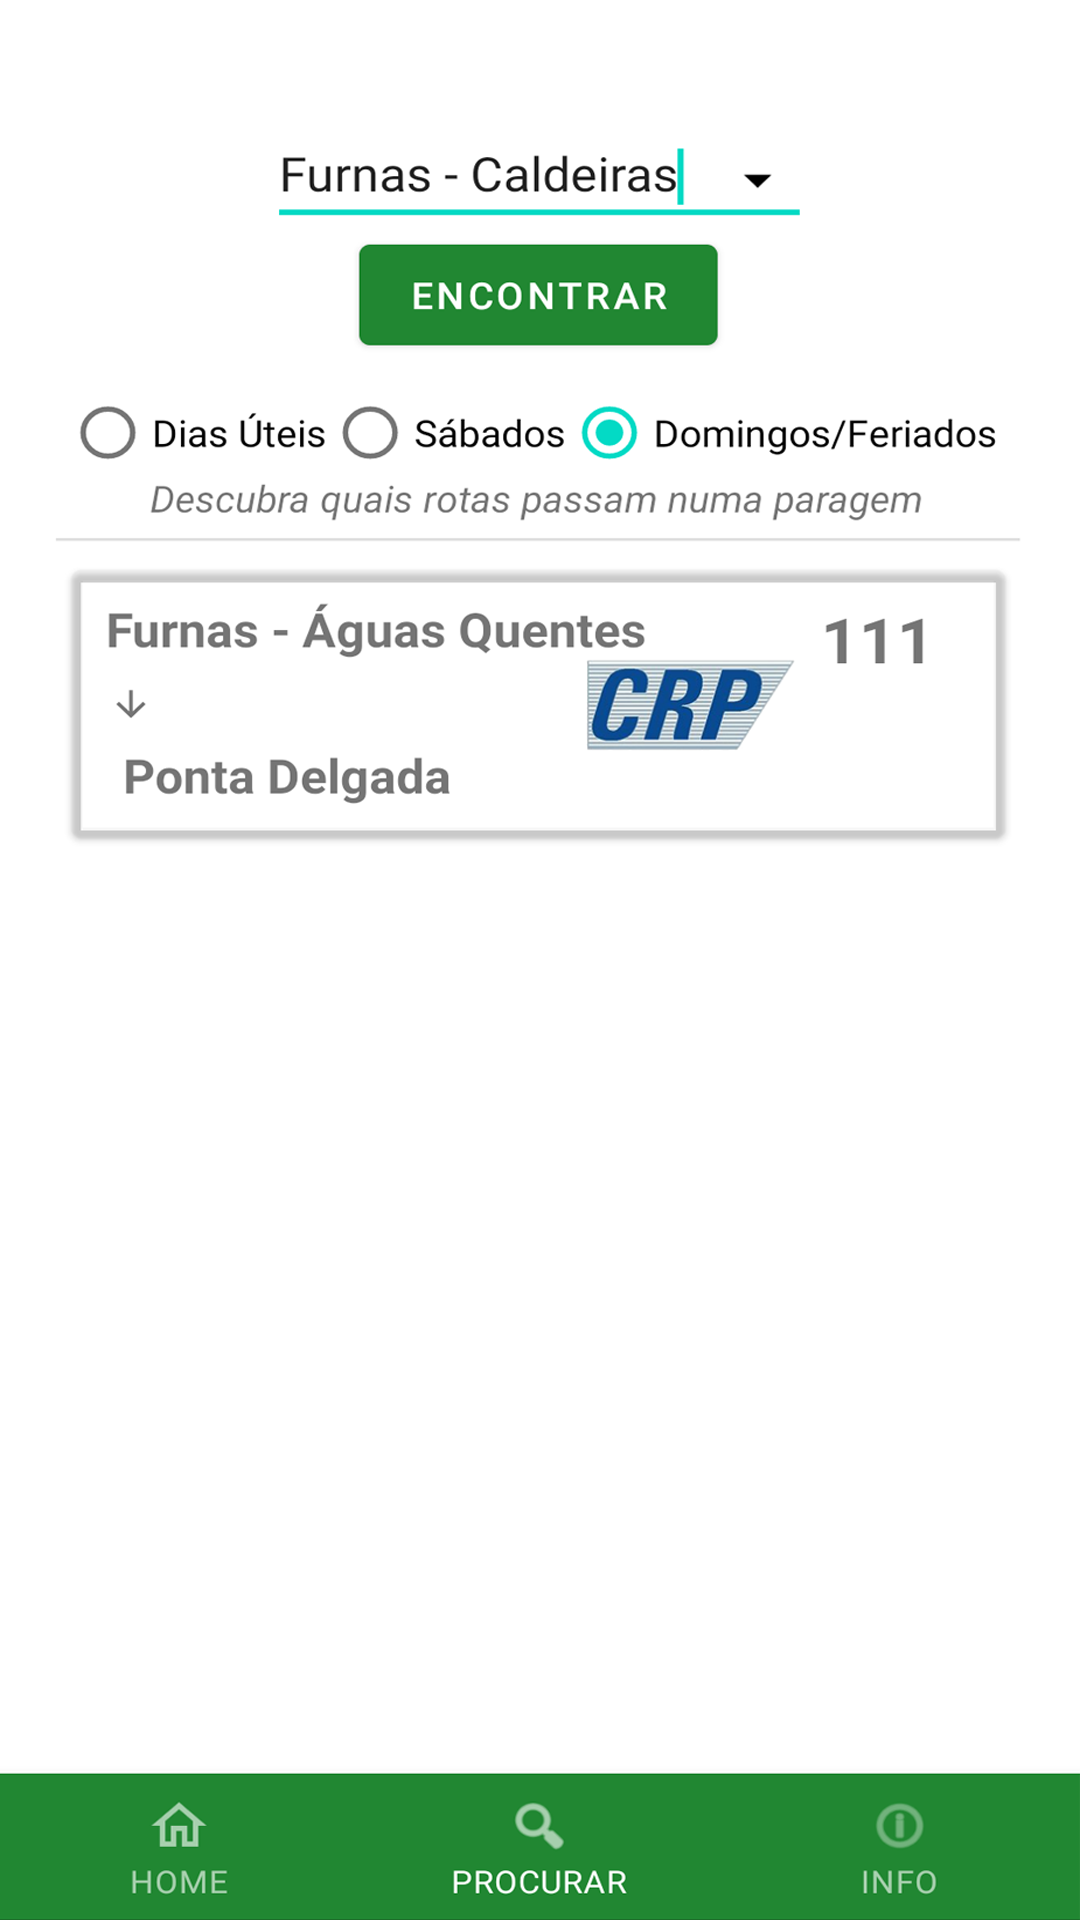 Furnas - Caldeiras
ENCONTRAR
Dias Úteis Sábados Domingos/Feriados
Descubra quais rotas passam numa paragem
Furnas - Águas Quentes 111
CRP
Ponta Delgada
HOME PROCURAR INFO